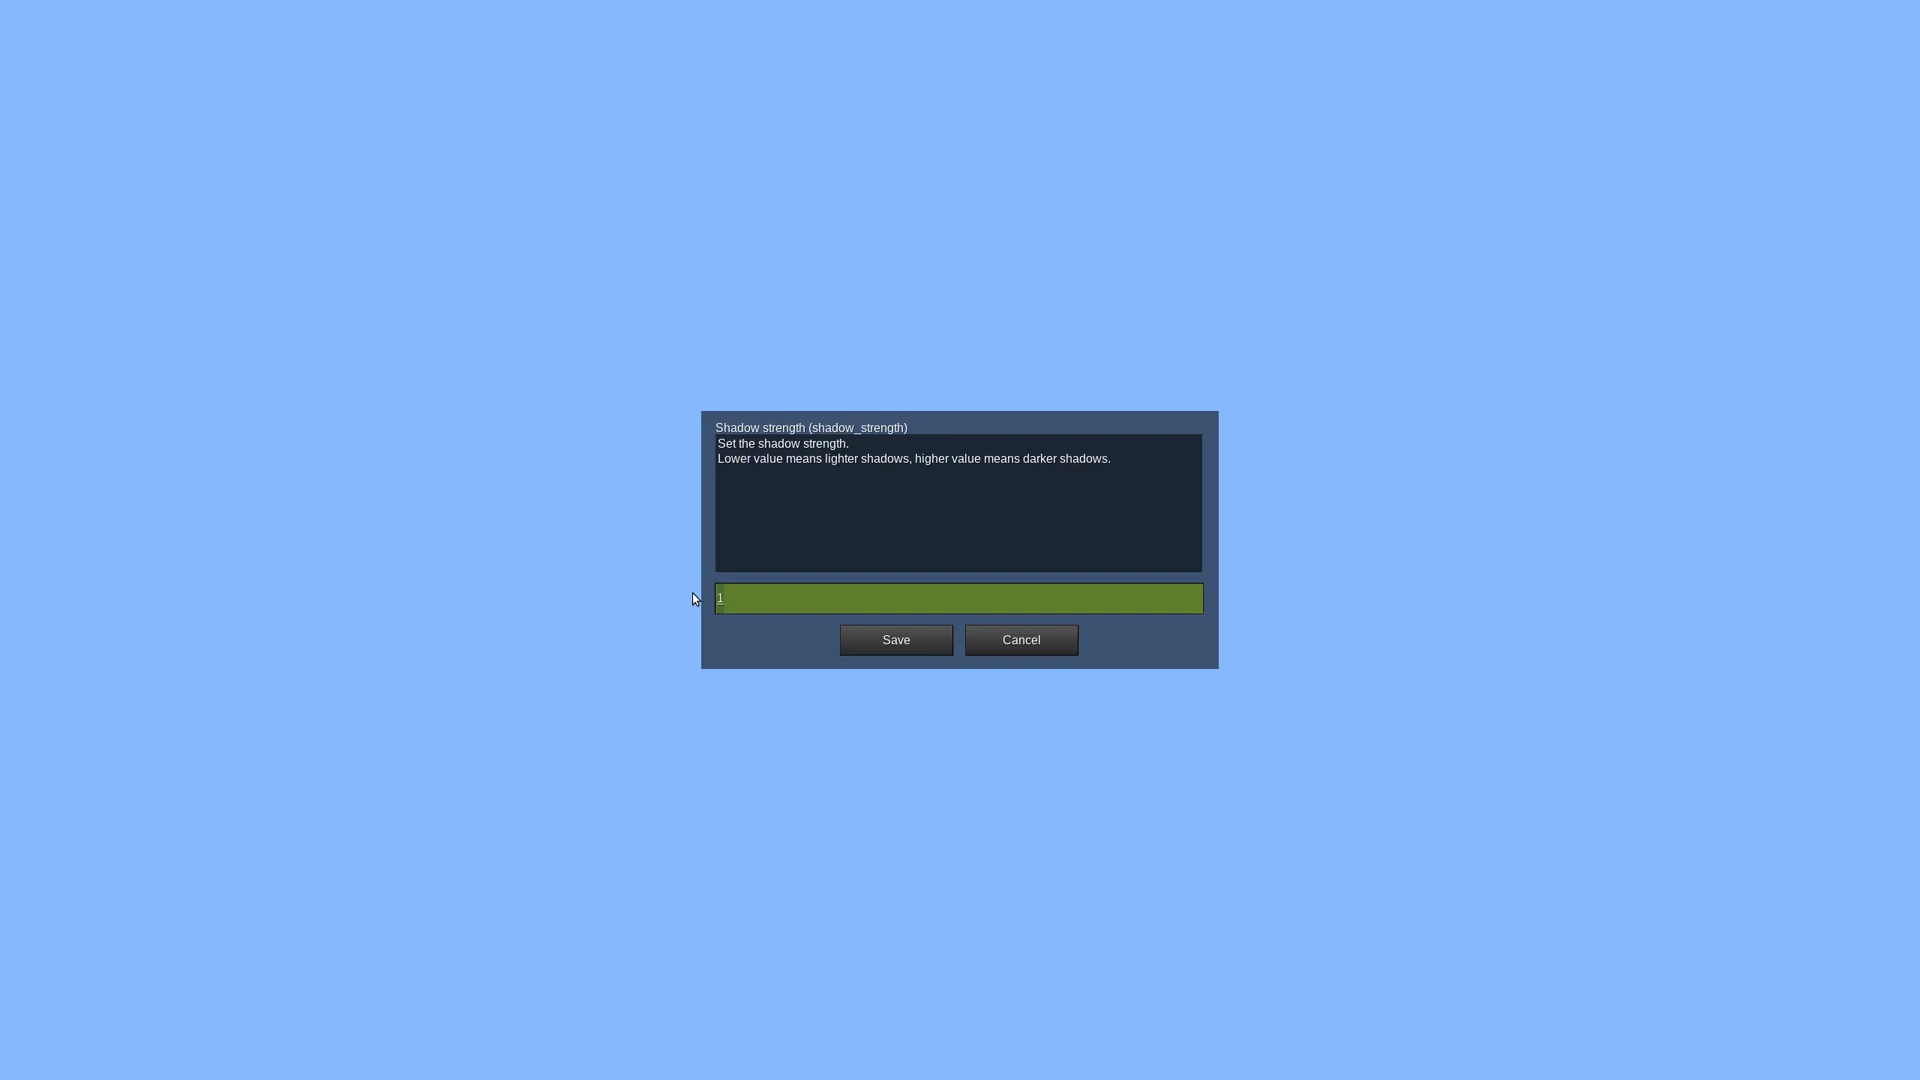 Shadow strength (shadow_strength)
Set the shadow strength.
Lower value means lighter shadows, higher value means darker shadows.
1
Save
Cancel